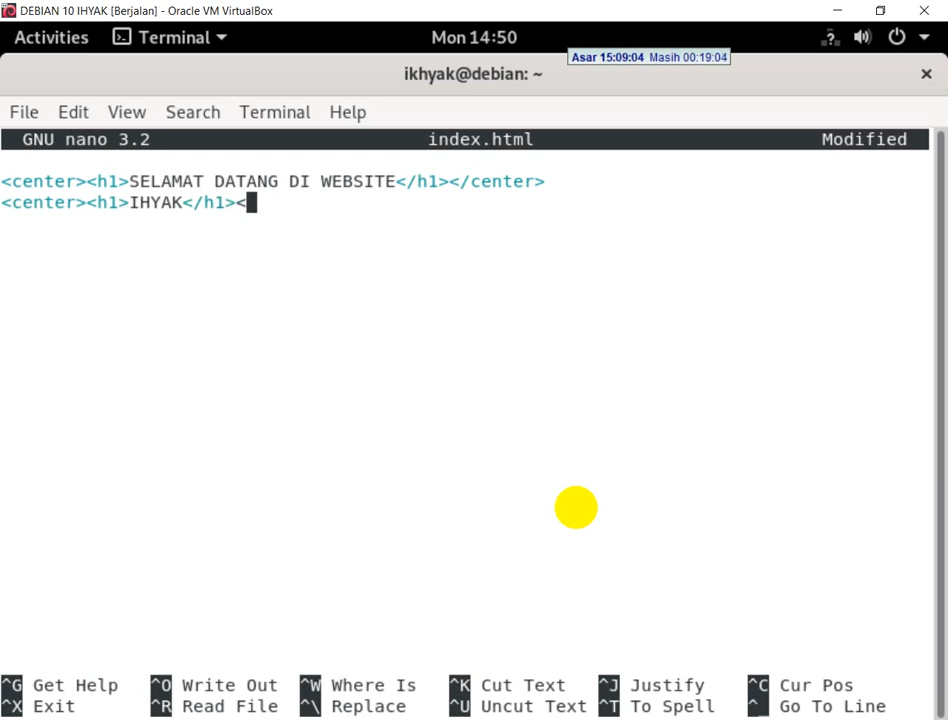 DEBIAN 10 IHYAK [Berjalan] - Oracle VM VirtualBox
Activities Terminal Mon 14:50
Asar 15:09:04 Masih 00:19:04
ikhyak@debian: ~
File Edit View Search Terminal Help
GNU nano 3.2 index.html Modified
<center><h1>SELAMAT DATANG DI WEBSITE</h1></center>
<center><h1>IHYAK</h1><
^G Get Help ^O Write Out ^W Where Is ^K Cut Text ^J Justify ^C Cur Pos
^X Exit ^R Read File ^\ Replace ^U Uncut Text ^T To Spell ^_ Go To Line